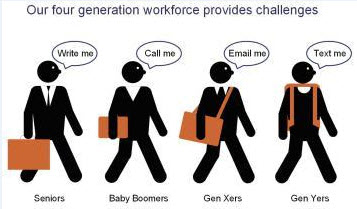 Our four generation workforce provides challenges
Write me
Call me
Email me
Text me
Seniors
Baby Boomers
Gen Xers
Gen Yers